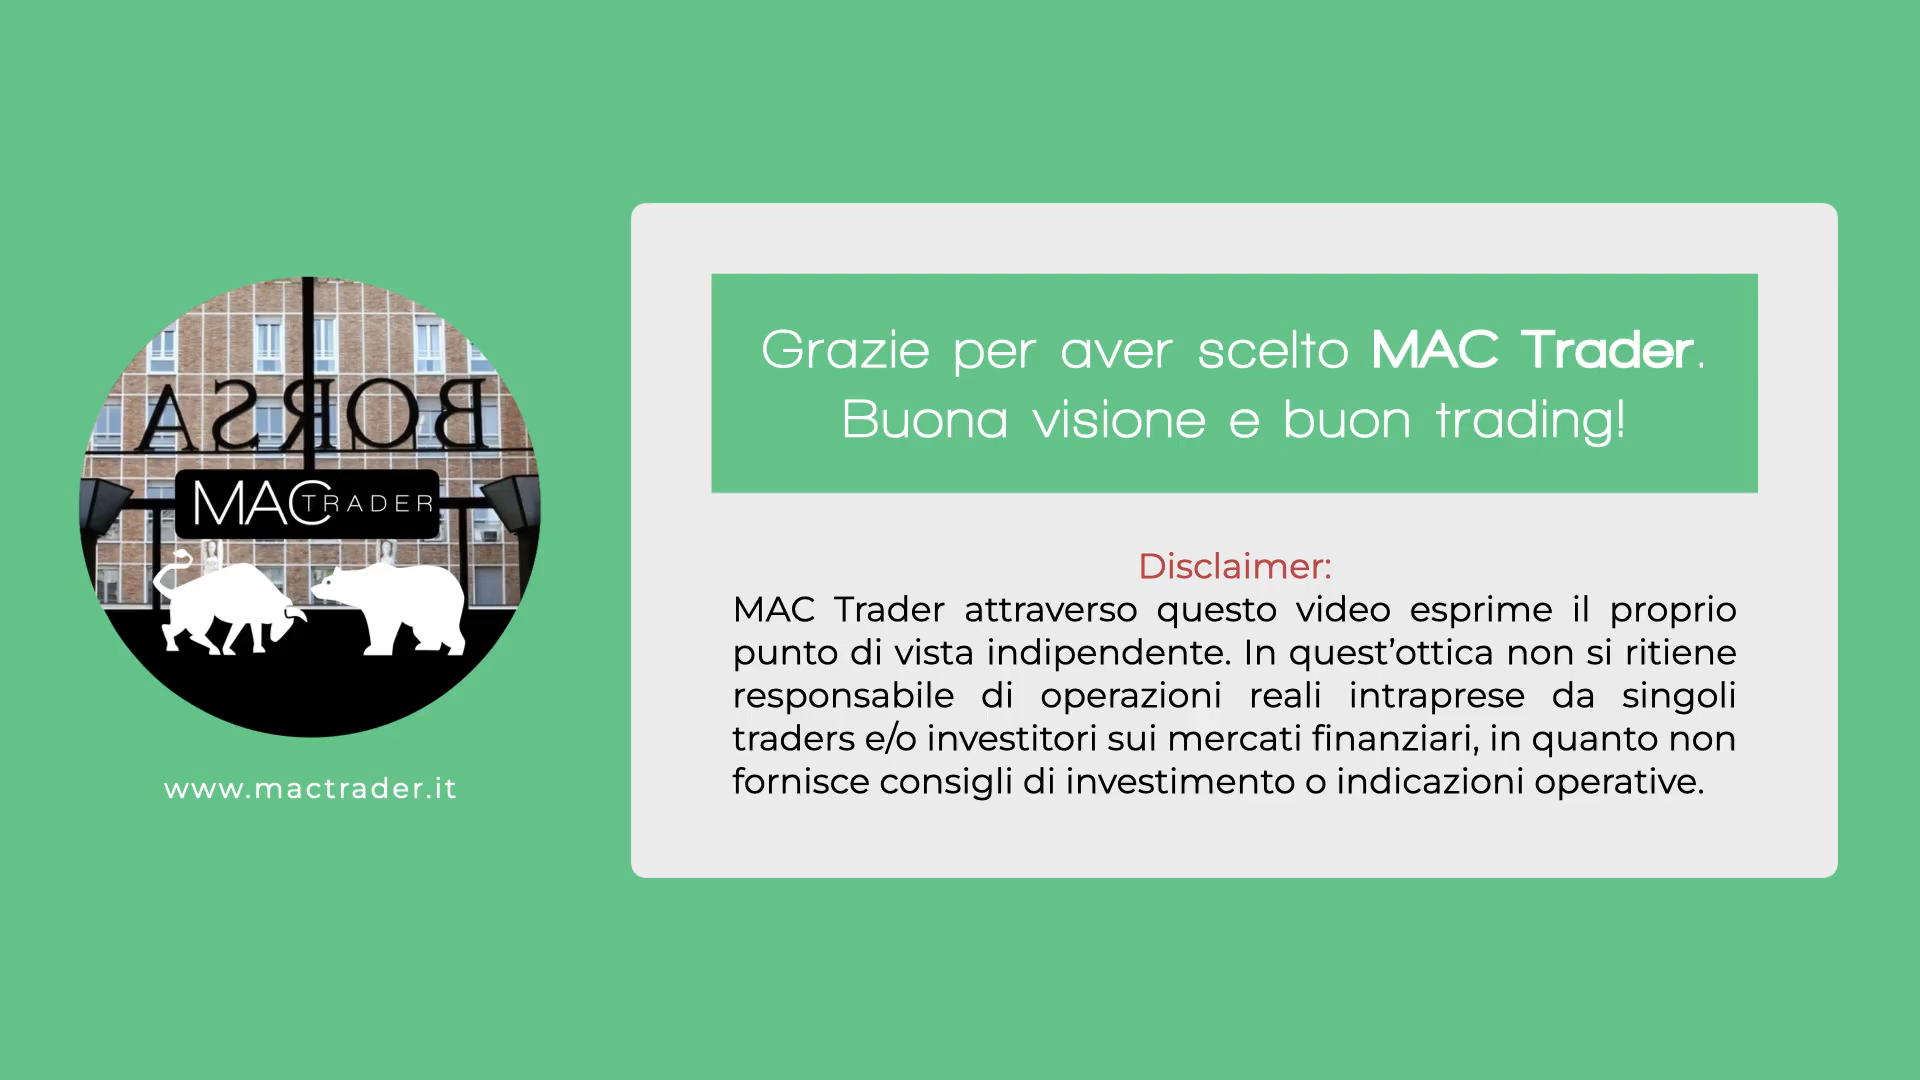 BORSA
MAC TRADER
www.mactrader.it
Grazie per aver scelto MAC Trader.
Buona visione e buon trading!
Disclaimer:
MAC Trader attraverso questo video esprime il proprio
punto di vista indipendente. In quest’ottica non si ritiene
responsabile di operazioni reali intraprese da singoli
traders e/o investitori sui mercati finanziari, in quanto non
fornisce consigli di investimento o indicazioni operative.